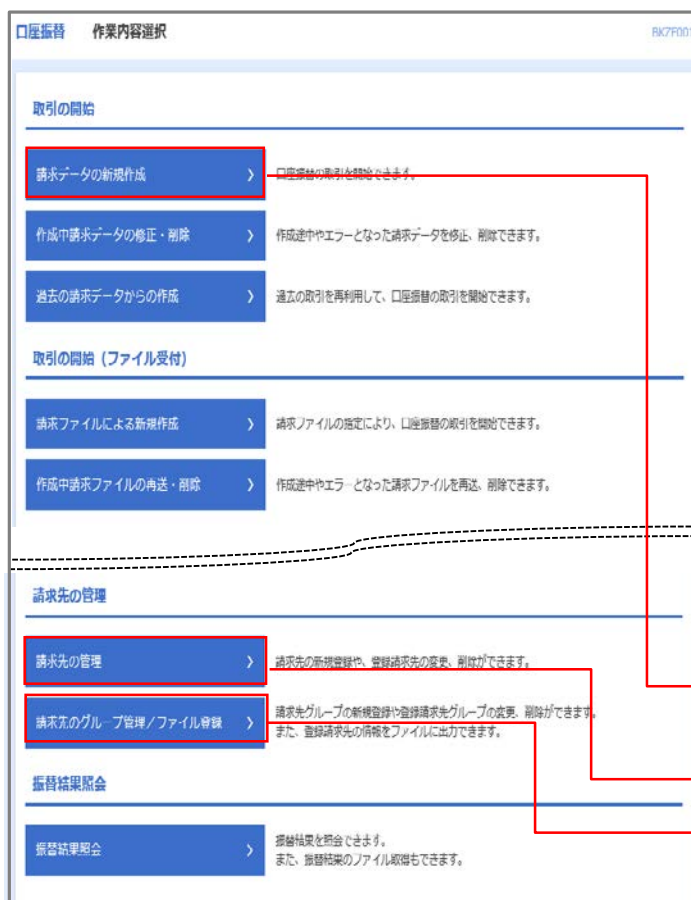 口座振替 作業内容選択 BKZF001
取引の開始
請求データの新規作成 口座振替の取引を開始できます。
作成中請求データの修正・削除 作成途中やエラーとなった請求データを修正、削除できます。
過去の請求データからの作成 過去の取引を再利用して、口座振替の取引を開始できます。
取引の開始（ファイル受付）
請求ファイルによる新規作成 請求ファイルの指定により、口座振替の取引を開始できます。
作成中請求ファイルの再送・削除 作成途中やエラーとなった請求ファイルを再送、削除できます。
請求先の管理
請求先の管理 請求先の新規登録や、登録請求先の変更、削除ができます。
請求先のグループ管理／ファイル登録 請求先グループの新規登録や登録請求先グループの変更、削除ができます。
また、登録請求先の情報をファイルに出力できます。
振替結果照会
振替結果照会 振替結果を照会できます。
また、振替結果のファイル取得もできます。